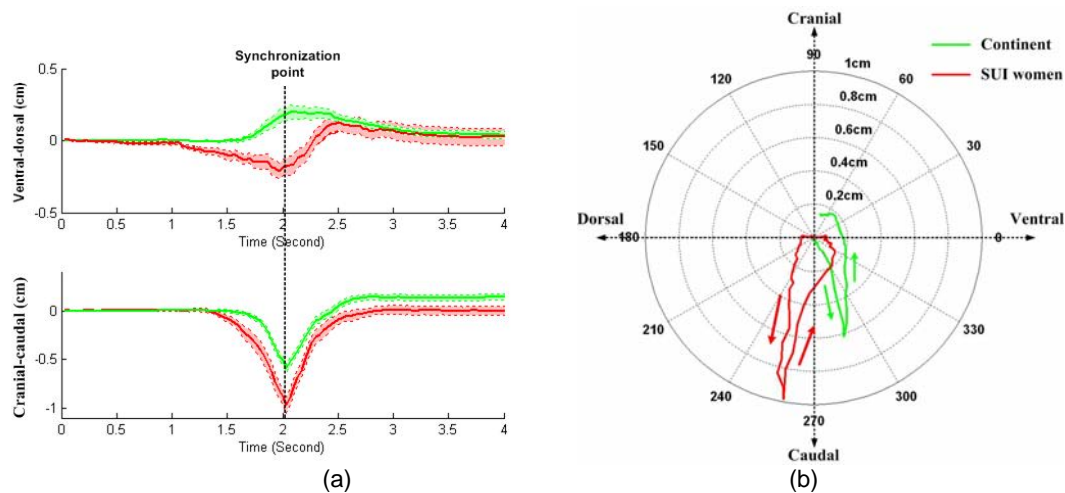 Synchronization
point
Ventral-dorsal (cm)
0.5
0
-0.5
0 0.5 1 1.5 2 2.5 3 3.5 4
Time (Second)
Cranial-caudal (cm)
0
-0.5
-1
0 0.5 1 1.5 2 2.5 3 3.5 4
Time (Second)
(a)
Cranial
90
1cm
0.8cm
0.6cm
0.4cm
0.2cm
120
60
150
30
Dorsal
180
Ventral
0
210
330
240
300
270
Caudal
Continent
SUI women
(b)